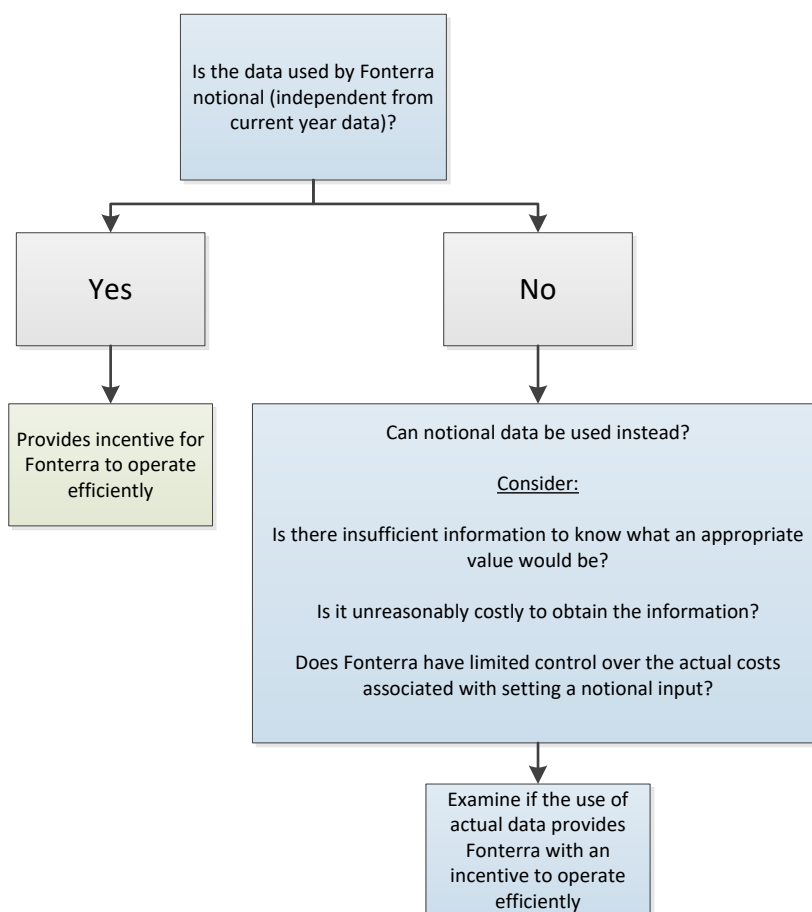 Is the data used by Fonterra
notional (independent from
current year data)?
Yes
No
Provides incentive for
Fonterra to operate
efficiently
Can notional data be used instead?
Consider:
Is there insufficient information to know what an appropriate
value would be?
Is it unreasonably costly to obtain the information?
Does Fonterra have limited control over the actual costs
associated with setting a notional input?
Examine if the use of
actual data provides
Fonterra with an
incentive to operate
efficiently